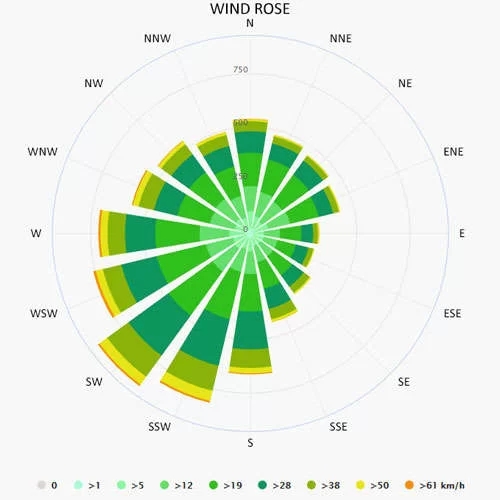 WIND ROSE
N
NNW
NNE
NW
NE
750
500
WNW
ENE
250
0
W
E
WSW
ESE
SW
SE
SSW
SSE
S
0 >1 >5 >12 >19 >28 >38 >50 >61 km/h